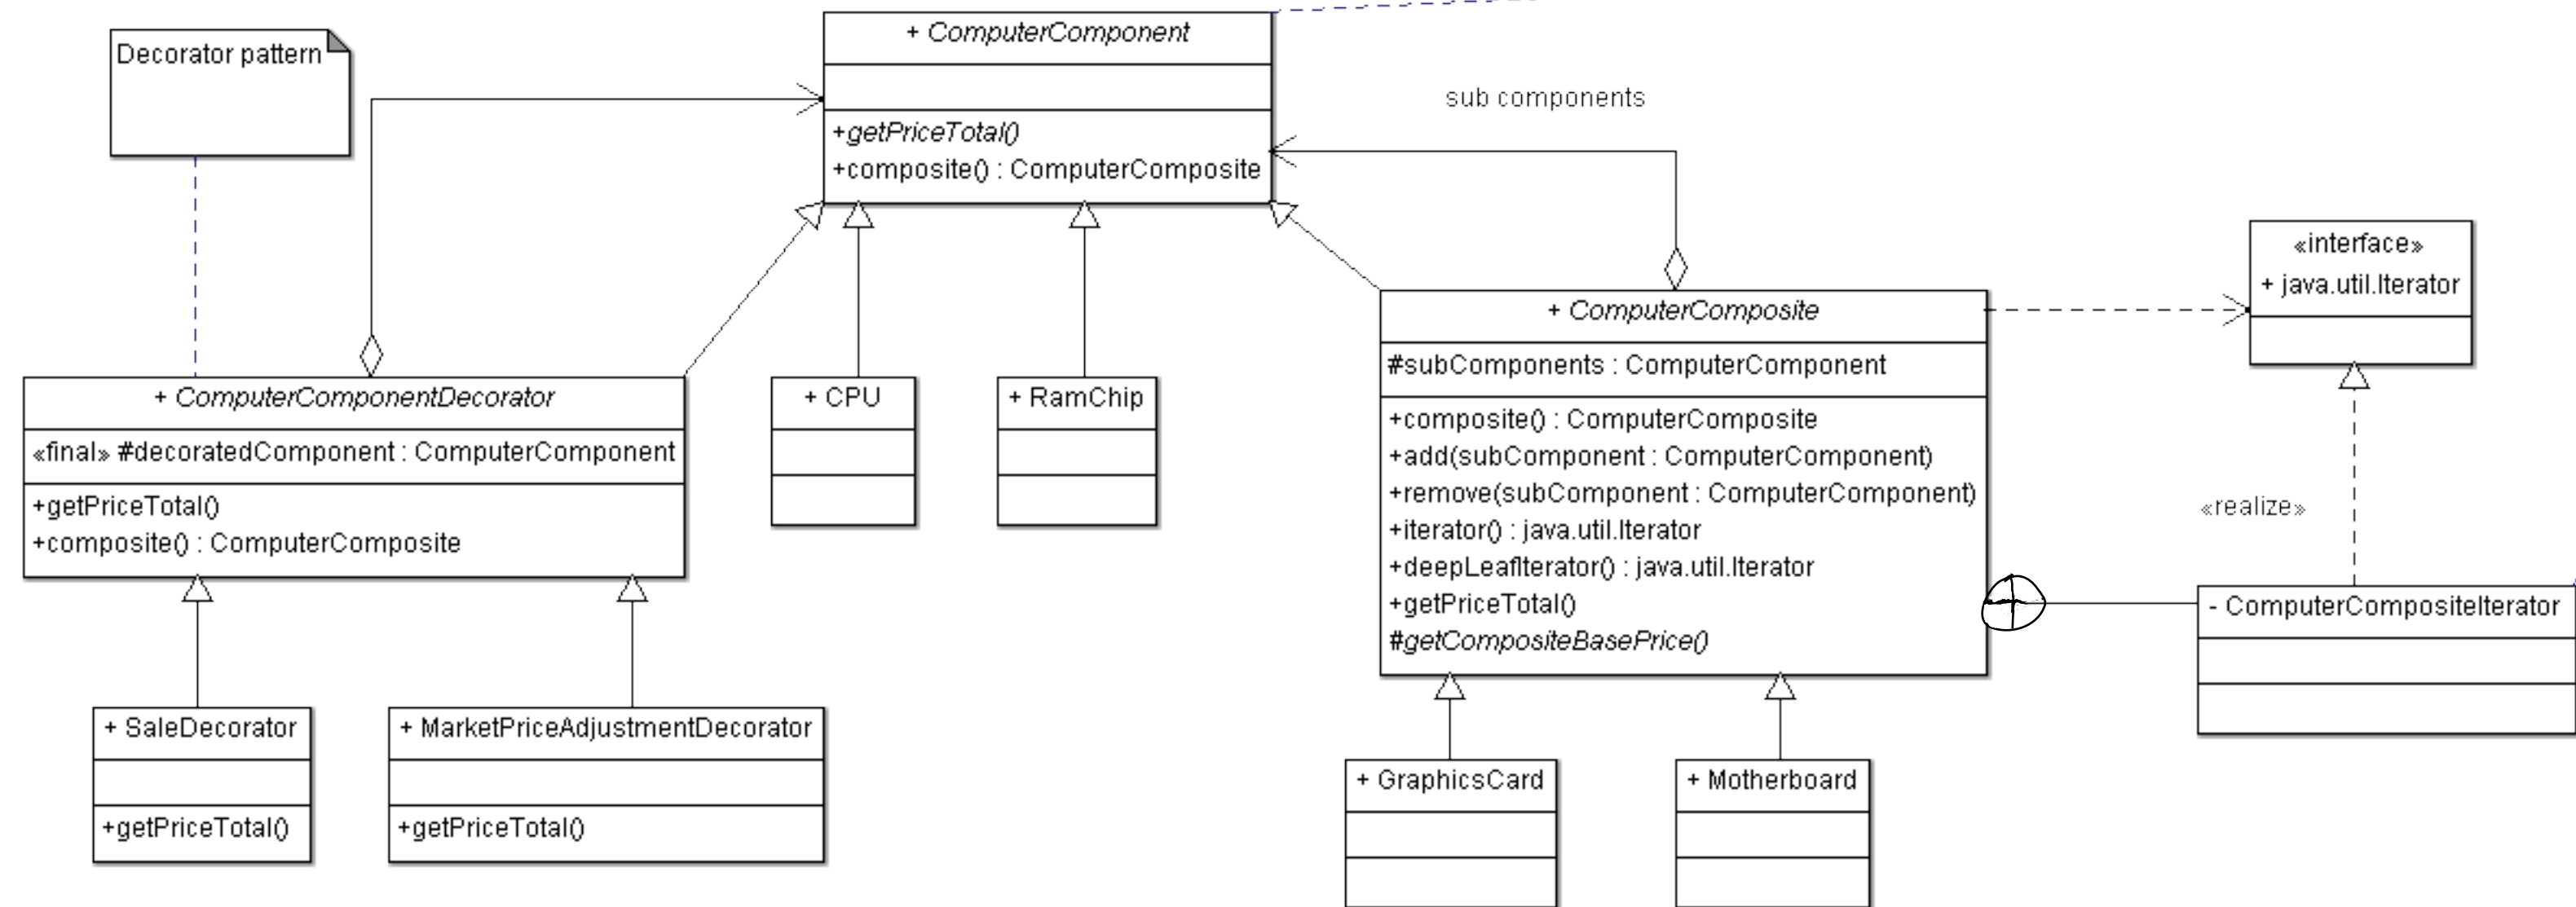 Decorator pattern
+ ComputerComponent
+getPriceTotal()
+composite() : ComputerComposite
sub components
«interface»
+ java.util.Iterator
+ ComputerComponentDecorator
«final» #decoratedComponent : ComputerComponent
+getPriceTotal()
+composite() : ComputerComposite
+ CPU
+ RamChip
+ ComputerComposite
#subComponents : ComputerComponent
+composite() : ComputerComposite
+add(subComponent : ComputerComponent)
+remove(subComponent : ComputerComponent)
+iterator() : java.util.Iterator
+deepLeafIterator() : java.util.Iterator
+getPriceTotal()
#getCompositeBasePrice()
«realize»
- ComputerCompositeIterator
+ SaleDecorator
+getPriceTotal()
+ MarketPriceAdjustmentDecorator
+getPriceTotal()
+ GraphicsCard
+ Motherboard